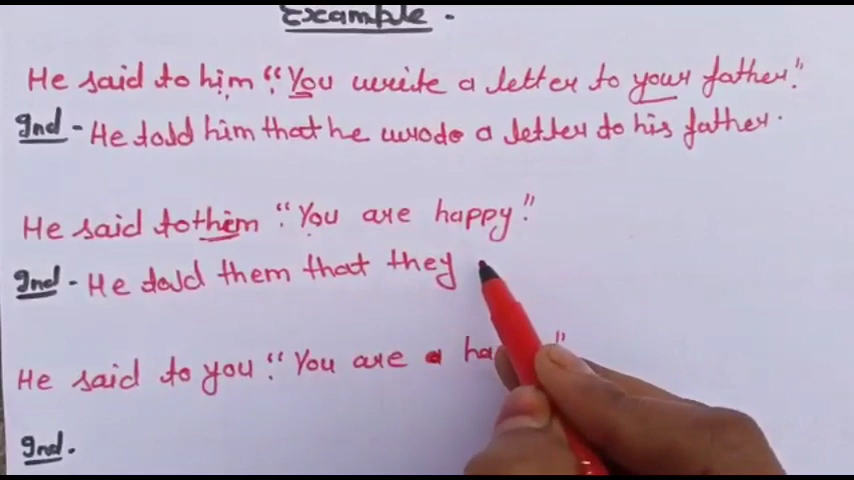 Example.
He said to him "You write a letter to your father."
Ind - He told him that he wrote a letter to his father.
He said to them "You are happy."
Ind - He told them that they
He said to you "You are a
Ind.